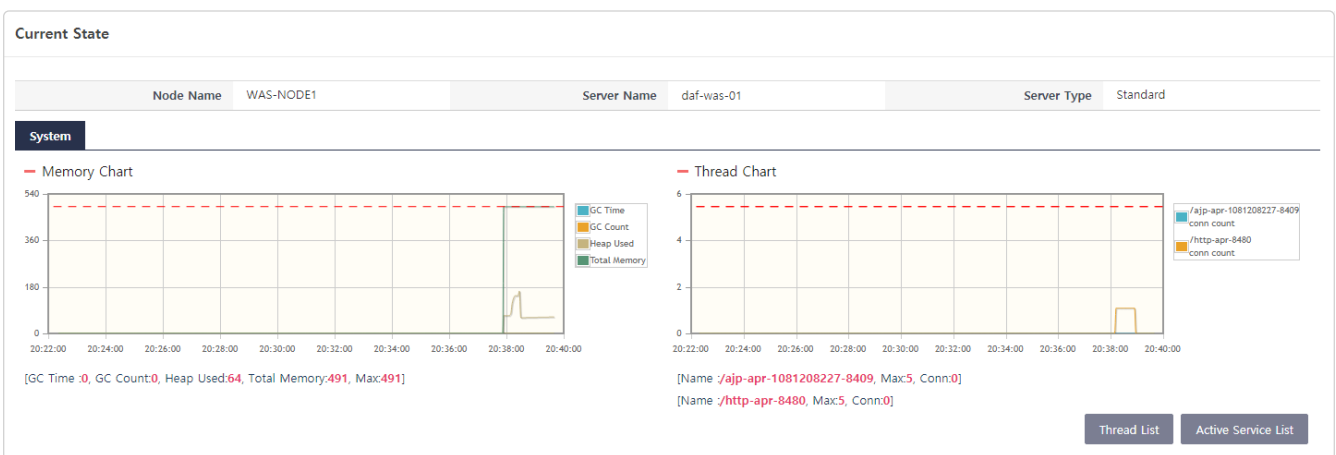 Current State
Node Name WAS-NODE1 Server Name daf-was-01 Server Type Standard
System
Memory Chart
540
360
180
0
20:22:00 20:24:00 20:26:00 20:28:00 20:30:00 20:32:00 20:34:00 20:36:00 20:38:00 20:40:00
GC Time
GC Count
Heap Used
Total Memory
[GC Time :0, GC Count:0, Heap Used:64, Total Memory:491, Max:491]
Thread Chart
6
4
2
0
20:22:00 20:24:00 20:26:00 20:28:00 20:30:00 20:32:00 20:34:00 20:36:00 20:38:00 20:40:00
/ajp-apr-1081208227-8409
conn count
/http-apr-8480
conn count
[Name :/ajp-apr-1081208227-8409, Max:5, Conn:0]
[Name :/http-apr-8480, Max:5, Conn:0]
Thread List Active Service List